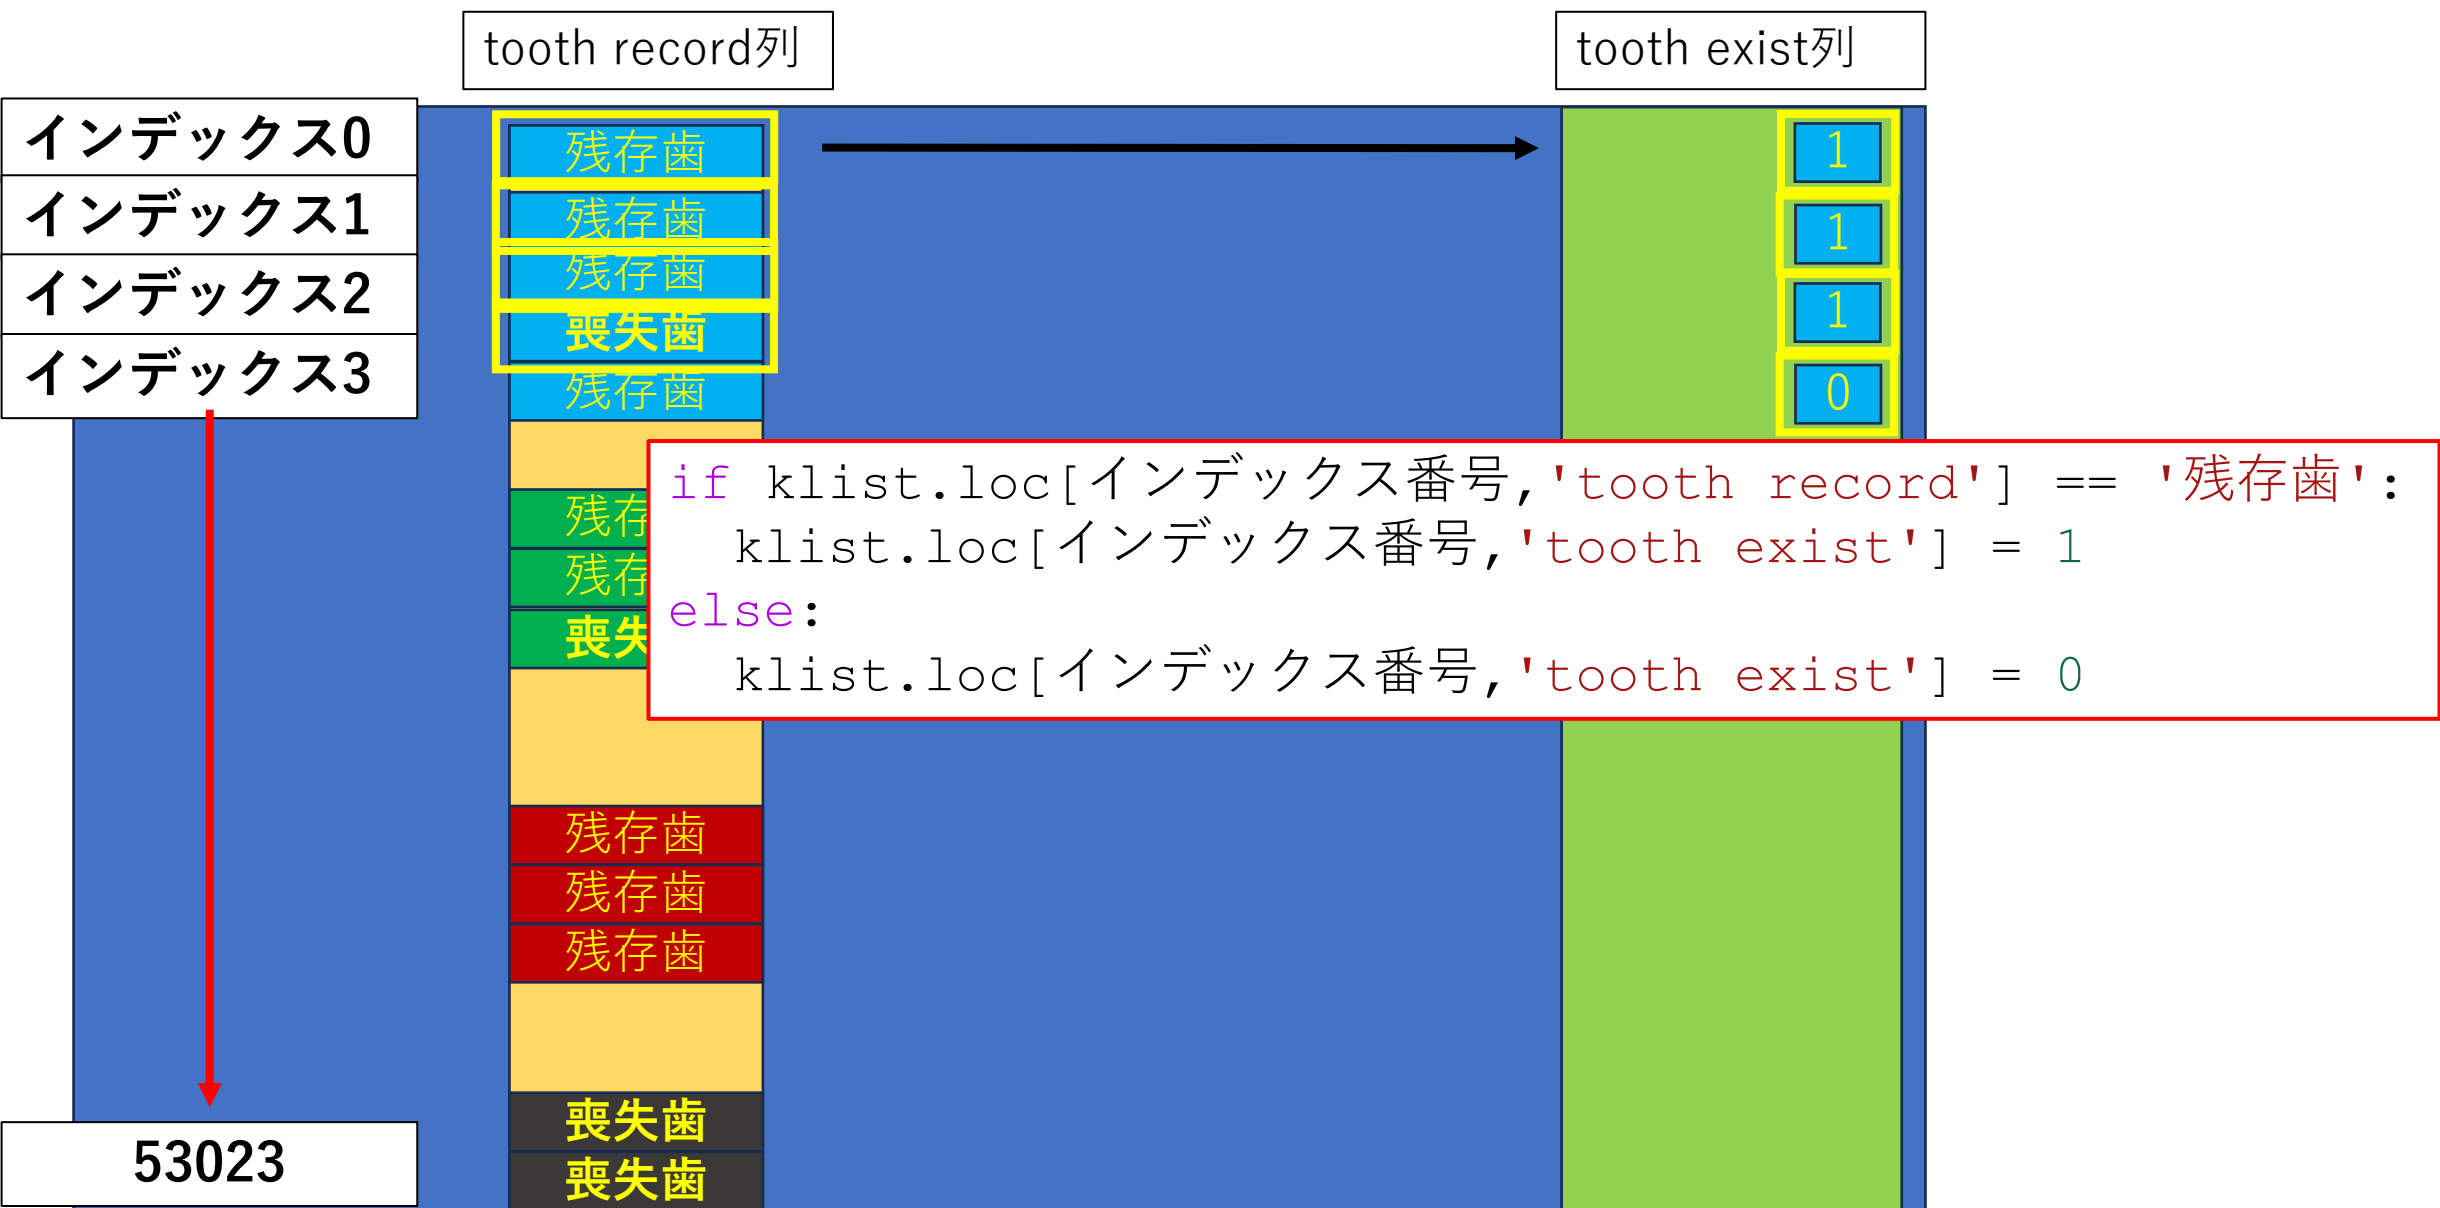 tooth record列
tooth exist列
インデックス0
インデックス1
インデックス2
インデックス3
53023
残存歯
残存歯
残存歯
喪失歯
残存歯
残存
残存
喪失
残存歯
残存歯
残存歯
喪失歯
喪失歯
1
1
1
0
if klist.loc[インデックス番号,'tooth record'] == '残存歯':
klist.loc[インデックス番号,'tooth exist'] = 1
else:
klist.loc[インデックス番号,'tooth exist'] = 0